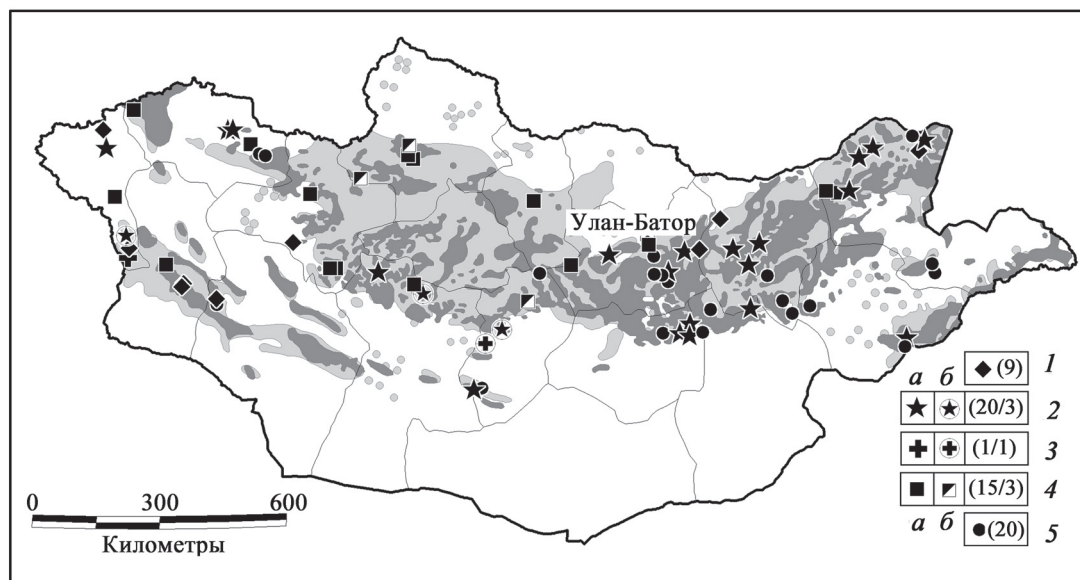 Улан-Батор
а б (9) 1
(20/3) 2
(1/1) 3
(15/3) 4
а б (20) 5
0 300 600
Километры